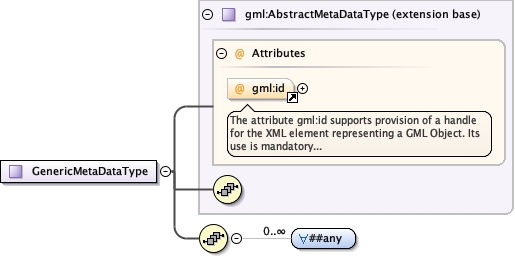 gml:AbstractMetaDataType (extension base)
@ Attributes
@ gml:id
The attribute gml:id supports provision of a handle
for the XML element representing a GML Object. Its
use is mandatory...
GenericMetaDataType
0..∞
∀##any